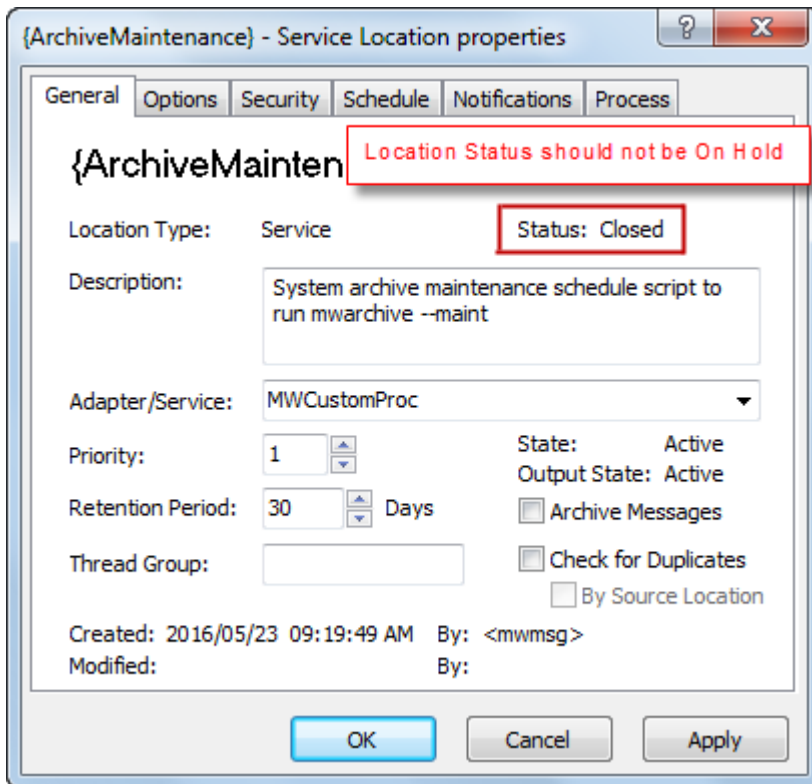 {ArchiveMaintenance} - Service Location properties
General Options Security Schedule Notifications Process
{ArchiveMainten
Location Status should not be On Hold
Location Type: Service Status: Closed
Description: System archive maintenance schedule script to
run mwarchive --maint
Adapter/Service: MWCustomProc
Priority: 1 State: Active
Output State: Active
Retention Period: 30 Days Archive Messages
Thread Group: Check for Duplicates
By Source Location
Created: 2016/05/23 09:19:49 AM By: <mwmsg>
Modified: By:
OK Cancel Apply